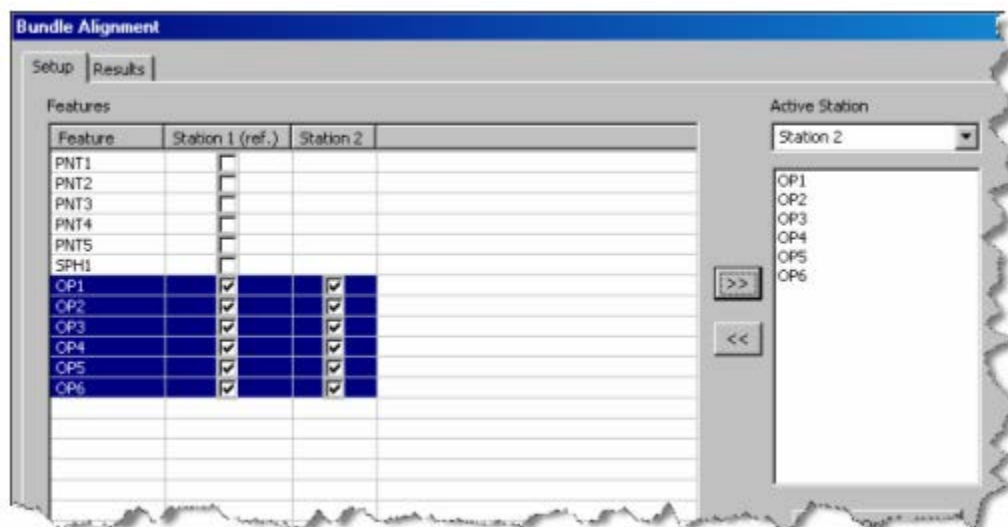 Bundle Alignment
Setup Results
Features
Feature Station 1 (ref.) Station 2
PNT1
PNT2
PNT3
PNT4
PNT5
SPH1
OP1
OP2
OP3
OP4
OP5
OP6
>>
<<
Active Station
Station 2
OP1
OP2
OP3
OP4
OP5
OP6